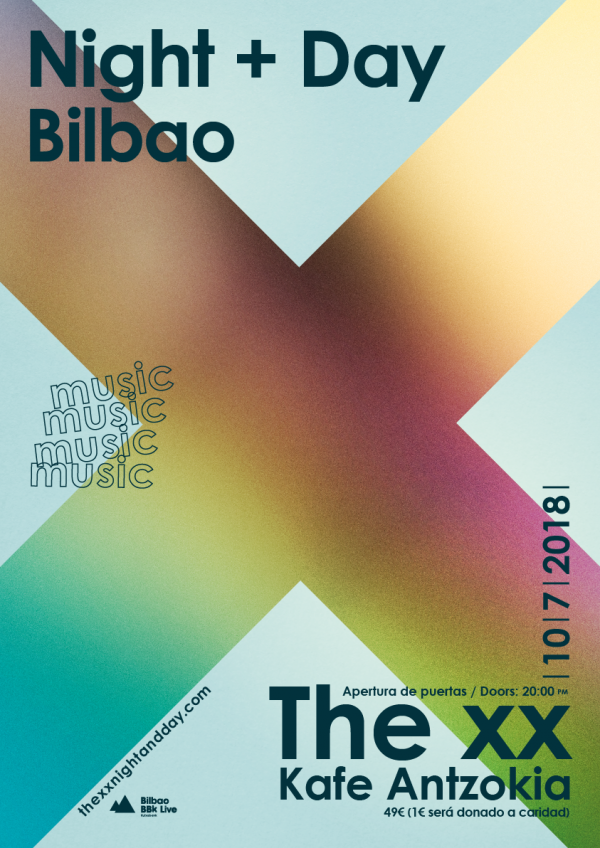 Night + Day
Bilbao
music
music
music
music
| 10 | 7 | 2018 |
Apertura de puertas / Doors: 20:00 PM
The xx
Kafe Antzokia
49€ (1€ será donado a caridad)
thexxnightandday.com
Bilbao
BBk Live